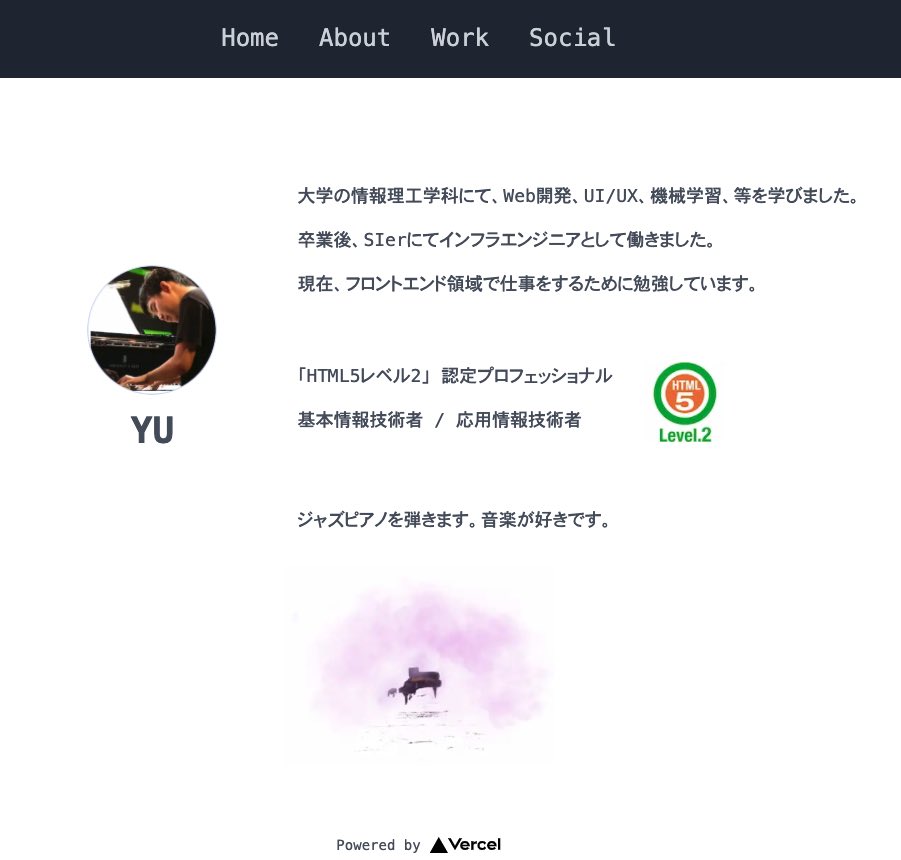 Home About Work Social
大学の情報理工学科にて、Web開発、UI/UX、機械学習、等を学びました。
卒業後、SIerにてインフラエンジニアとして働きました。
現在、フロントエンド領域で仕事をするために勉強しています。
「HTML5レベル2」 認定プロフェッショナル
基本情報技術者 / 応用情報技術者
HTML
5
Level.2
YU
ジャズピアノを弾きます。音楽が好きです。
Powered by Vercel